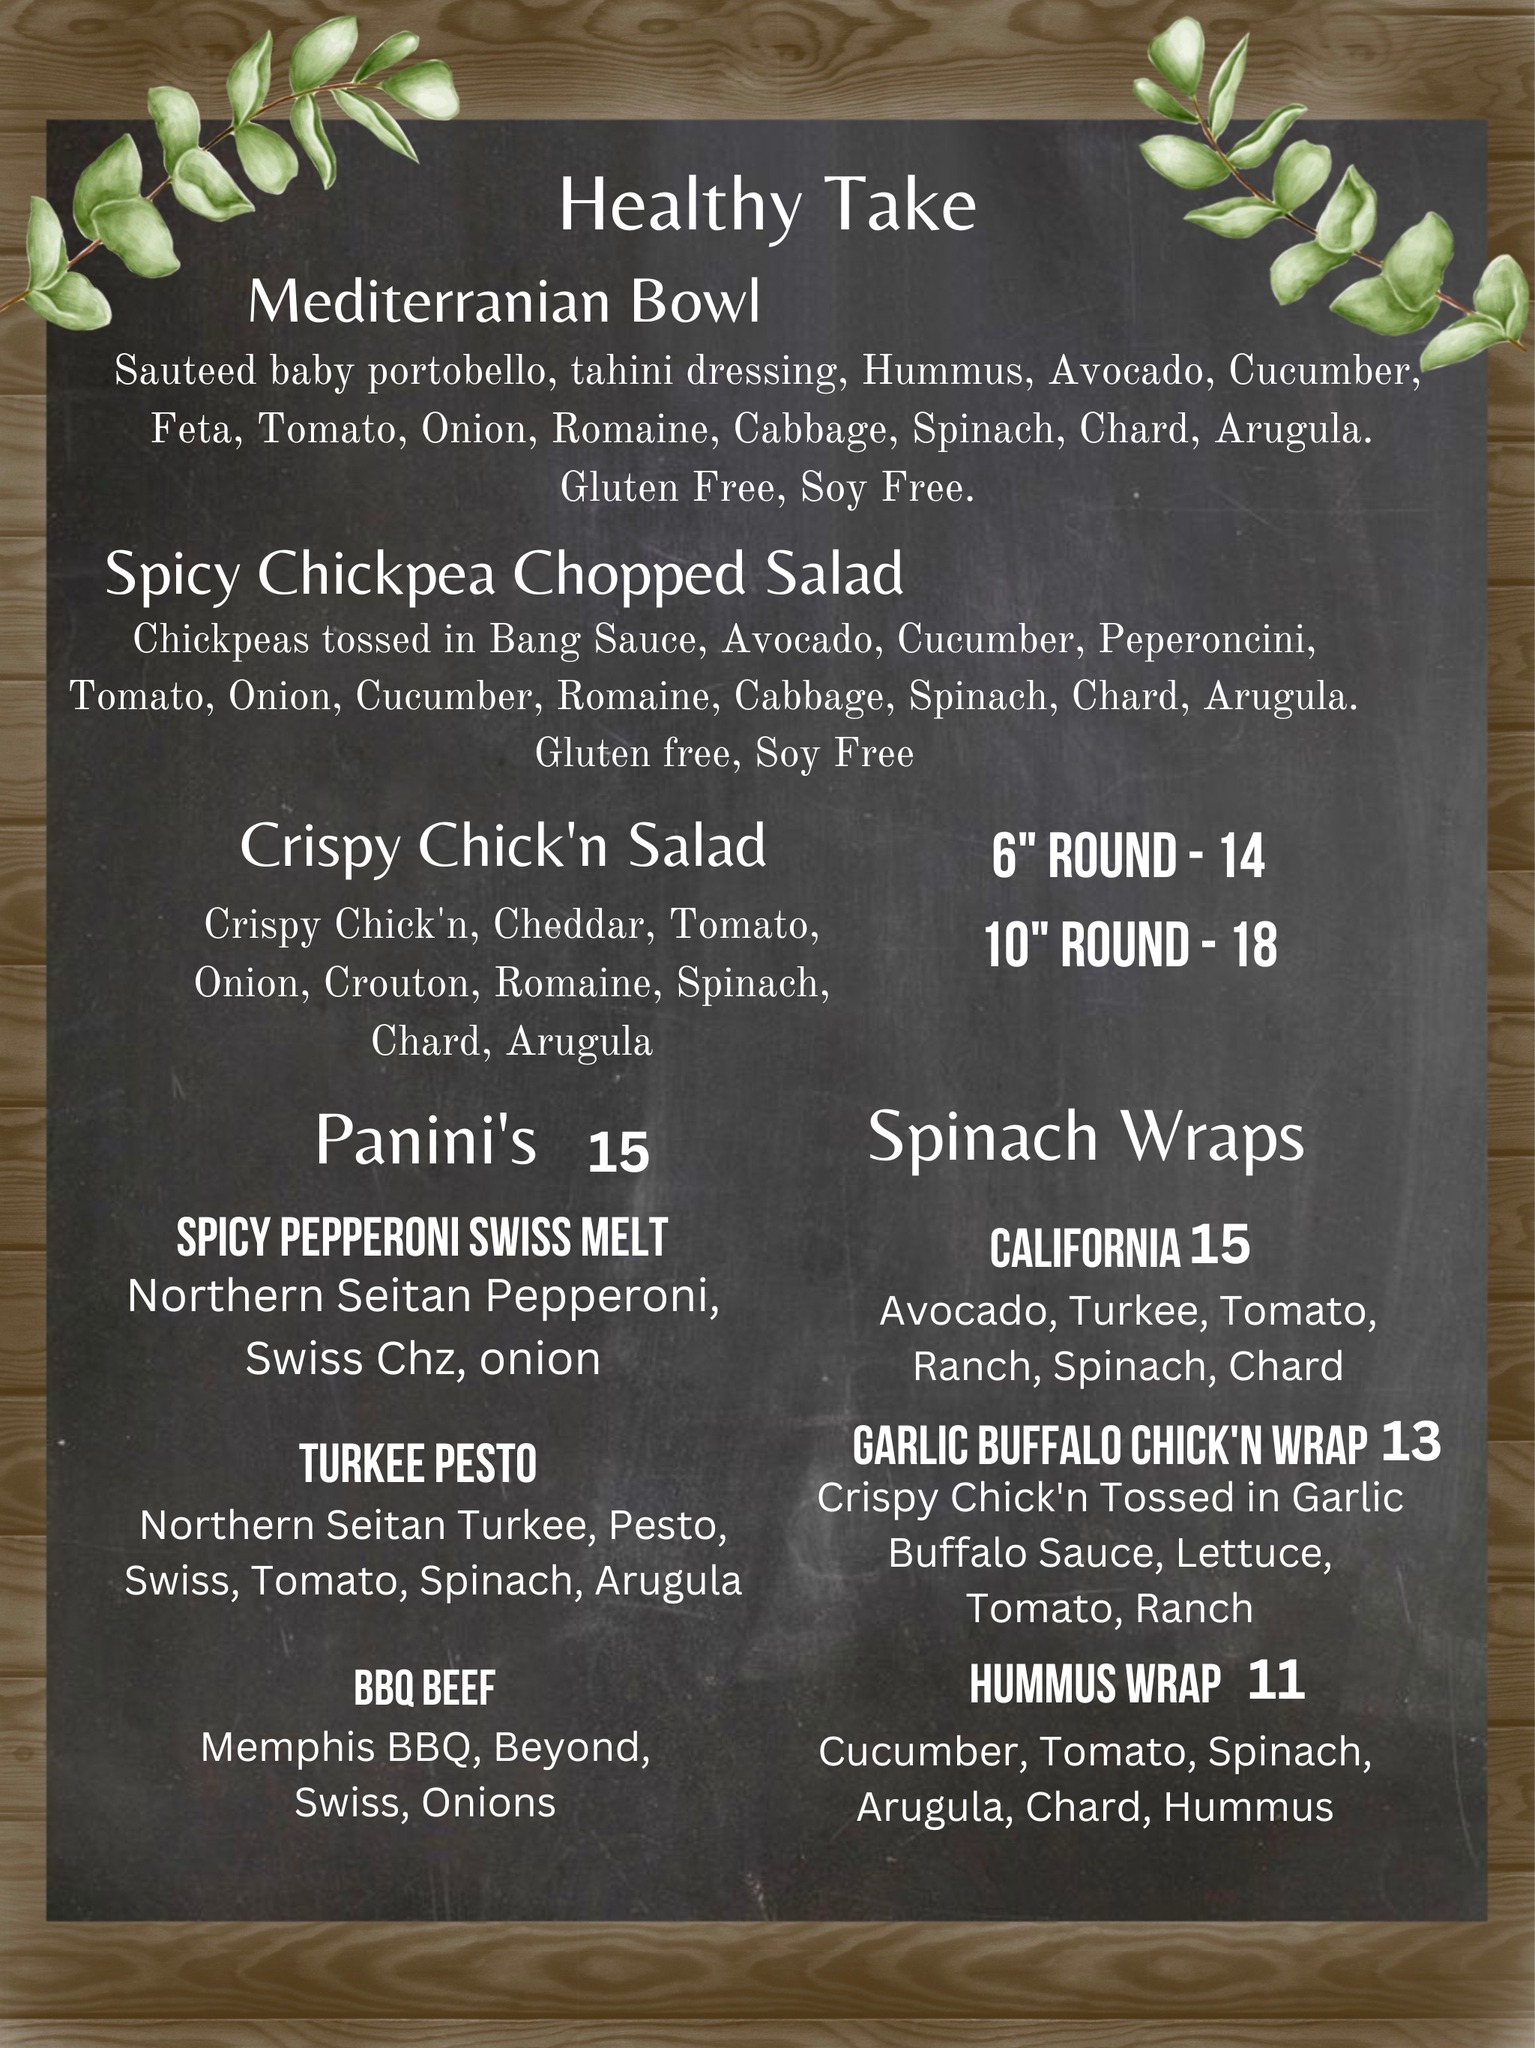 Healthy Take
Mediterranian Bowl
Sauteed baby portobello, tahini dressing, Hummus, Avocado, Cucumber,
Feta, Tomato, Onion, Romaine, Cabbage, Spinach, Chard, Arugula.
Gluten Free, Soy Free.
Spicy Chickpea Chopped Salad
Chickpeas tossed in Bang Sauce, Avocado, Cucumber, Peperoncini,
Tomato, Onion, Cucumber, Romaine, Cabbage, Spinach, Chard, Arugula.
Gluten free, Soy Free
Crispy Chick'n Salad
Crispy Chick'n, Cheddar, Tomato,
Onion, Crouton, Romaine, Spinach,
Chard, Arugula
6" ROUND - 14
10" ROUND - 18
Panini's 15
SPICY PEPPERONI SWISS MELT
Northern Seitan Pepperoni,
Swiss Chz, onion
TURKEE PESTO
Northern Seitan Turkee, Pesto,
Swiss, Tomato, Spinach, Arugula
BBQ BEEF
Memphis BBQ, Beyond,
Swiss, Onions
Spinach Wraps
CALIFORNIA 15
Avocado, Turkee, Tomato,
Ranch, Spinach, Chard
GARLIC BUFFALO CHICK'N WRAP 13
Crispy Chick'n Tossed in Garlic
Buffalo Sauce, Lettuce,
Tomato, Ranch
HUMMUS WRAP 11
Cucumber, Tomato, Spinach,
Arugula, Chard, Hummus